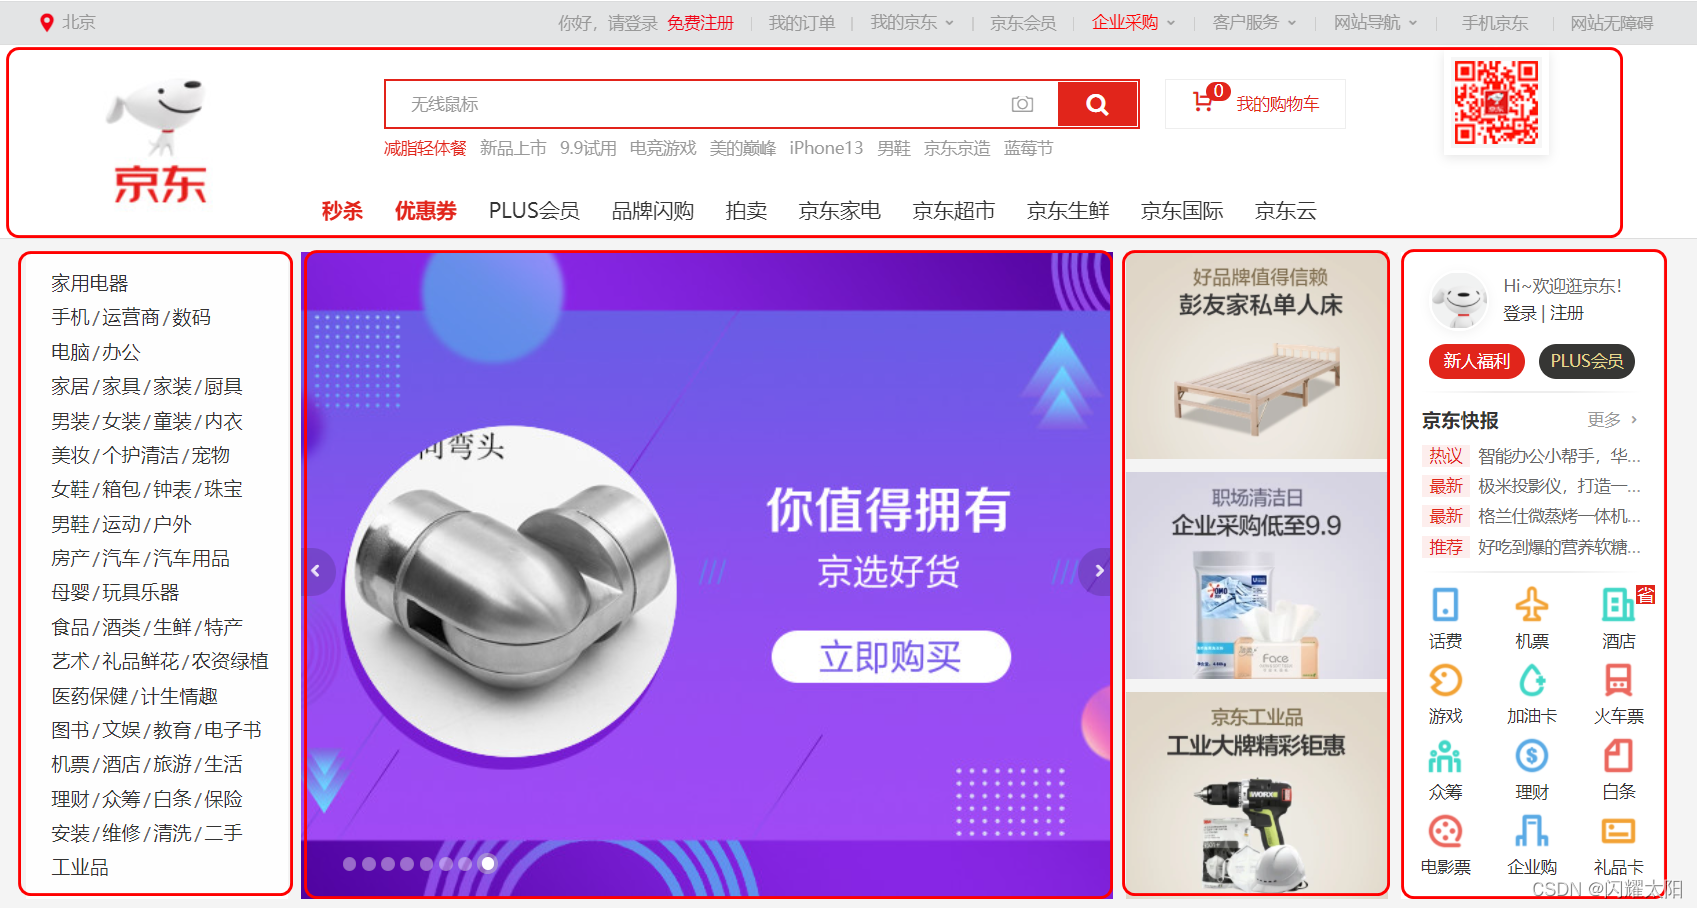 北京
你好，请登录 免费注册 我的订单 我的京东 京东会员 企业采购 客户服务 网站导航 手机京东 网站无障碍
京东
无线鼠标
0
我的购物车
减脂轻体餐 新品上市 9.9试用 电竞游戏 美的巅峰 iPhone13 男鞋 京东京造 蓝莓节
秒杀 优惠券 PLUS会员 品牌闪购 拍卖 京东家电 京东超市 京东生鲜 京东国际 京东云
家用电器
手机/运营商/数码
电脑/办公
家居/家具/家装/厨具
男装/女装/童装/内衣
美妆/个护清洁/宠物
女鞋/箱包/钟表/珠宝
男鞋/运动/户外
房产/汽车/汽车用品
母婴/玩具乐器
食品/酒类/生鲜/特产
艺术/礼品鲜花/农资绿植
医药保健/计生情趣
图书/文娱/教育/电子书
机票/酒店/旅游/生活
理财/众筹/白条/保险
安装/维修/清洗/二手
工业品
弯头
你值得拥有
京选好货
立即购买
好品牌值得信赖
彭友家私单人床
职场清洁日
企业采购低至9.9
Face
京东工业品
工业大牌精彩钜惠
WORX
Hi~欢迎逛京东！
登录 | 注册
新人福利 PLUS会员
京东快报 更多 >
热议 智能办公小帮手，华...
最新 极米投影仪，打造一...
最新 格兰仕微蒸烤一体机...
推荐 好吃到爆的营养软糖...
省
话费 机票 酒店
游戏 加油卡 火车票
众筹 理财 白条
电影票 企业购 礼品卡
CSDN @闪耀太阳